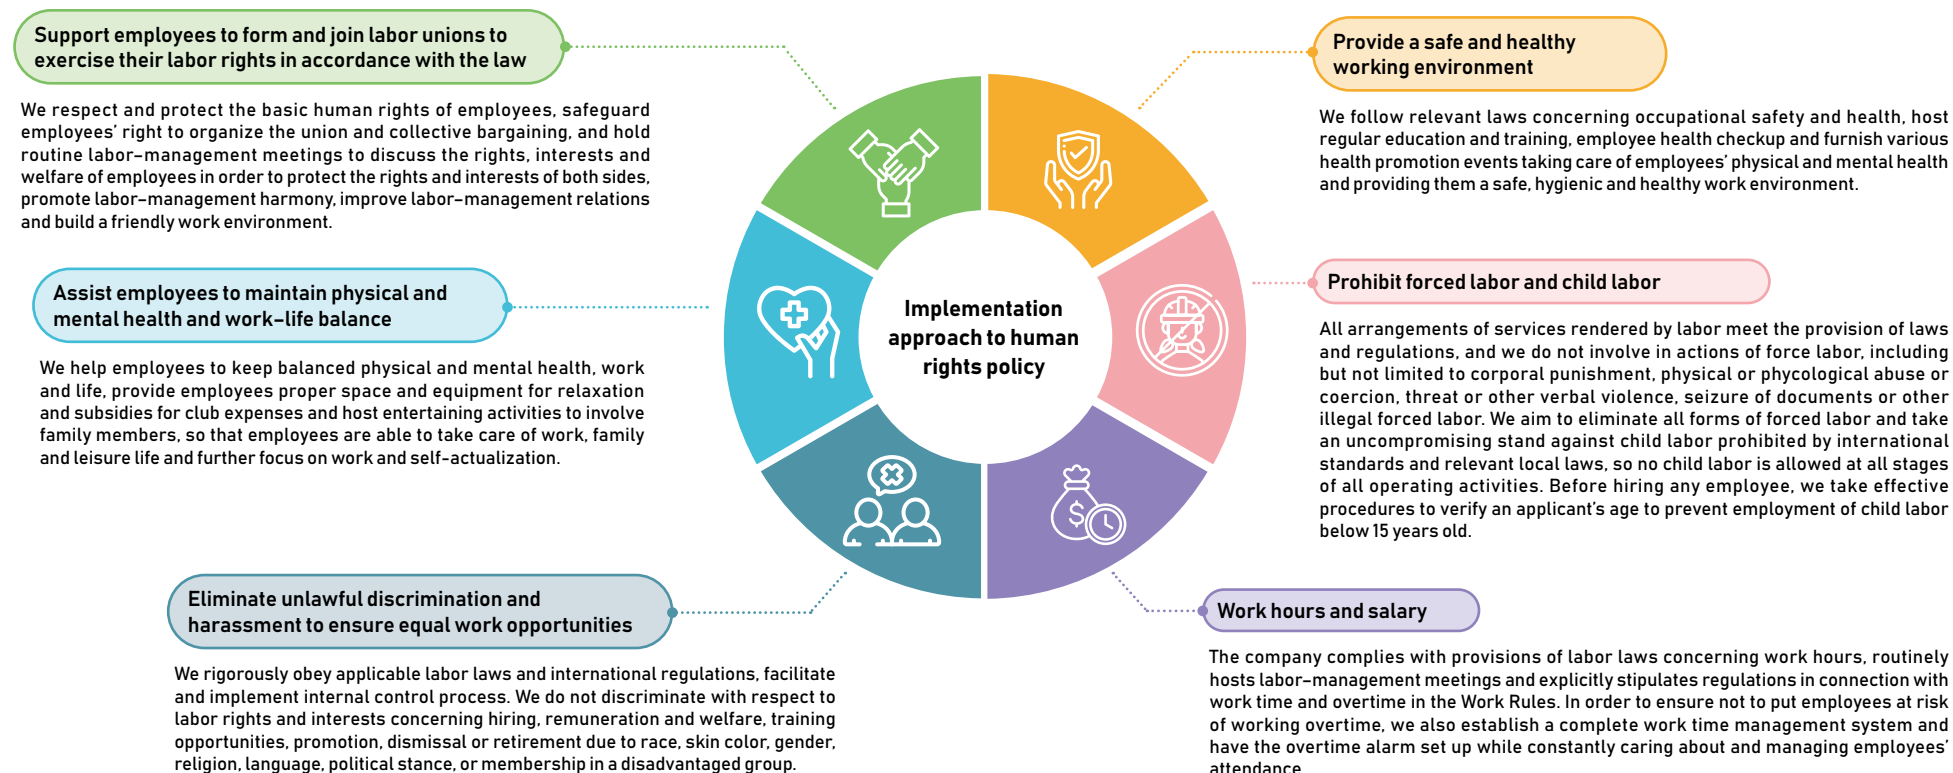 Support employees to form and join labor unions to
exercise their labor rights in accordance with the law
We respect and protect the basic human rights of employees, safeguard
employees' right to organize the union and collective bargaining, and hold
routine labor–management meetings to discuss the rights, interests and
welfare of employees in order to protect the rights and interests of both sides,
promote labor–management harmony, improve labor–management relations
and build a friendly work environment.
Assist employees to maintain physical and
mental health and work–life balance
We help employees to keep balanced physical and mental health, work
and life, provide employees proper space and equipment for relaxation
and subsidies for club expenses and host entertaining activities to involve
family members, so that employees are able to take care of work, family
and leisure life and further focus on work and self-actualization.
Eliminate unlawful discrimination and
harassment to ensure equal work opportunities
We rigorously obey applicable labor laws and international regulations, facilitate
and implement internal control process. We do not discriminate with respect to
labor rights and interests concerning hiring, remuneration and welfare, training
opportunities, promotion, dismissal or retirement due to race, skin color, gender,
religion, language, political stance, or membership in a disadvantaged group.
Implementation
approach to human
rights policy
$
Provide a safe and healthy
working environment
We follow relevant laws concerning occupational safety and health, host
regular education and training, employee health checkup and furnish various
health promotion events taking care of employees' physical and mental health
and providing them a safe, hygienic and healthy work environment.
Prohibit forced labor and child labor
All arrangements of services rendered by labor meet the provision of laws
and regulations, and we do not involve in actions of force labor, including
but not limited to corporal punishment, physical or phycological abuse or
coercion, threat or other verbal violence, seizure of documents or other
illegal forced labor. We aim to eliminate all forms of forced labor and take
an uncompromising stand against child labor prohibited by international
standards and relevant local laws, so no child labor is allowed at all stages
of all operating activities. Before hiring any employee, we take effective
procedures to verify an applicant's age to prevent employment of child labor
below 15 years old.
Work hours and salary
The company complies with provisions of labor laws concerning work hours, routinely
hosts labor–management meetings and explicitly stipulates regulations in connection with
work time and overtime in the Work Rules. In order to ensure not to put employees at risk
of working overtime, we also establish a complete work time management system and
have the overtime alarm set up while constantly caring about and managing employees'
attendance